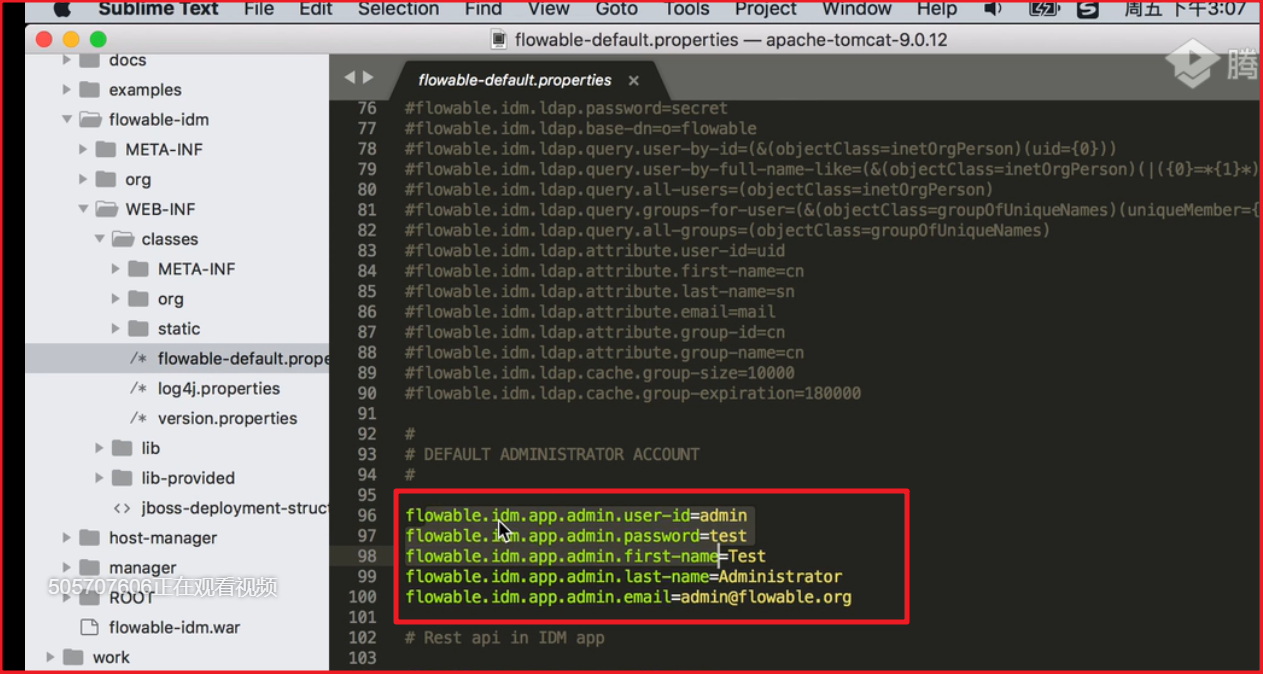 Sublime Text File Edit Selection Find View Goto Tools Project Window Help 周五 下午3:07
flowable-default.properties — apache-tomcat-9.0.12
腾
docs
examples
flowable-idm
META-INF
org
WEB-INF
classes
META-INF
org
static
flowable-default.prope
log4j.properties
version.properties
lib
lib-provided
jboss-deployment-struct
host-manager
manager
505707606正在观看视频
ROOT
flowable-idm.war
work
flowable-default.properties ×
76 #flowable.idm.ldap.password=secret
77 #flowable.idm.ldap.base-dn=o=flowable
78 #flowable.idm.ldap.query.user-by-id=(&(objectClass=inetOrgPerson)(uid={0}))
79 #flowable.idm.ldap.query.user-by-full-name-like=(&(objectClass=inetOrgPerson)(|({0}=*{1}*)
80 #flowable.idm.ldap.query.all-users=(objectClass=inetOrgPerson)
81 #flowable.idm.ldap.query.groups-for-user=(&(objectClass=groupOfUniqueNames)(uniqueMember={
82 #flowable.idm.ldap.query.all-groups=(objectClass=groupOfUniqueNames)
83 #flowable.idm.ldap.attribute.user-id=uid
84 #flowable.idm.ldap.attribute.first-name=cn
85 #flowable.idm.ldap.attribute.last-name=sn
86 #flowable.idm.ldap.attribute.email=mail
87 #flowable.idm.ldap.attribute.group-id=cn
88 #flowable.idm.ldap.attribute.group-name=cn
89 #flowable.idm.ldap.cache.group-size=10000
90 #flowable.idm.ldap.cache.group-expiration=180000
91
92 #
93 # DEFAULT ADMINISTRATOR ACCOUNT
94 #
95
96 flowable.idm.app.admin.user-id=admin
97 flowable.idm.app.admin.password=test
98 flowable.idm.app.admin.first-name=Test
99 flowable.idm.app.admin.last-name=Administrator
100 flowable.idm.app.admin.email=admin@flowable.org
101
102 # Rest api in IDM app
103